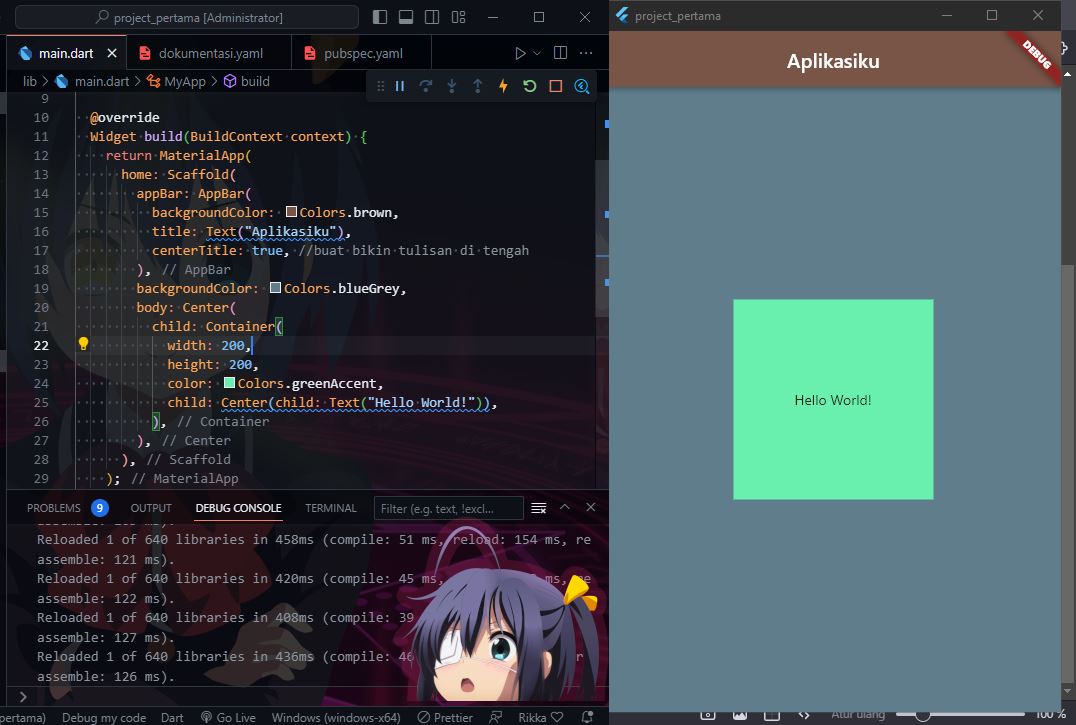 project_pertama [Administrator]
main.dart
dokumentasi.yaml
pubspec.yaml
lib > main.dart > MyApp > build
9
10 @override
11 Widget build(BuildContext context) {
12 return MaterialApp(
13 home: Scaffold(
14 appBar: AppBar(
15 backgroundColor: Colors.brown,
16 title: Text("Aplikasiku"),
17 centerTitle: true, //buat bikin tulisan di tengah
18 ), // AppBar
19 backgroundColor: Colors.blueGrey,
20 body: Center(
21 child: Container(
22 width: 200,
23 height: 200,
24 color: Colors.greenAccent,
25 child: Center(child: Text("Hello World!")),
26 ), // Container
27 ), // Center
28 ), // Scaffold
29 ); // MaterialApp
PROBLEMS 9 OUTPUT DEBUG CONSOLE TERMINAL Filter (e.g. text, !excl...
Reloaded 1 of 640 libraries in 458ms (compile: 51 ms, reload: 154 ms, re
assemble: 121 ms).
Reloaded 1 of 640 libraries in 420ms (compile: 45 ms,
assemble: 122 ms).
Reloaded 1 of 640 libraries in 408ms (compile: 39
assemble: 127 ms).
Reloaded 1 of 640 libraries in 436ms (compile: 46
assemble: 126 ms).
pertama) Debug my code Dart Go Live Windows (windows-x64) Prettier Rikka
project_pertama
Aplikasiku
DEBUG
Hello World!
Atur ulang 100 %